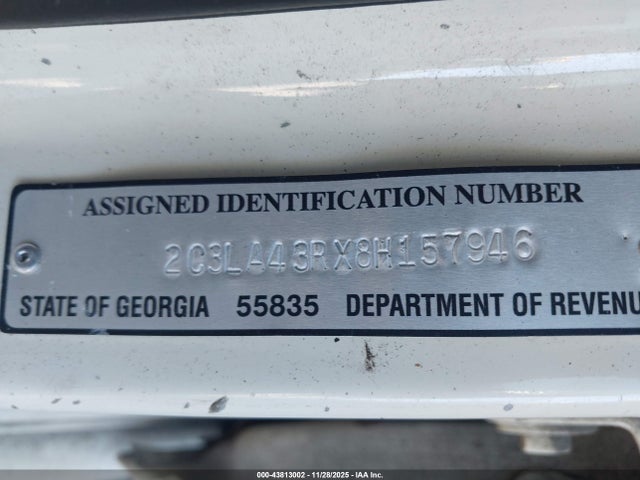 ASSIGNED IDENTIFICATION NUMBER
2C3LA43RX8H157946
STATE OF GEORGIA 55835 DEPARTMENT OF REVENU
000-43813002 - 11/28/2025 - IAA Inc.